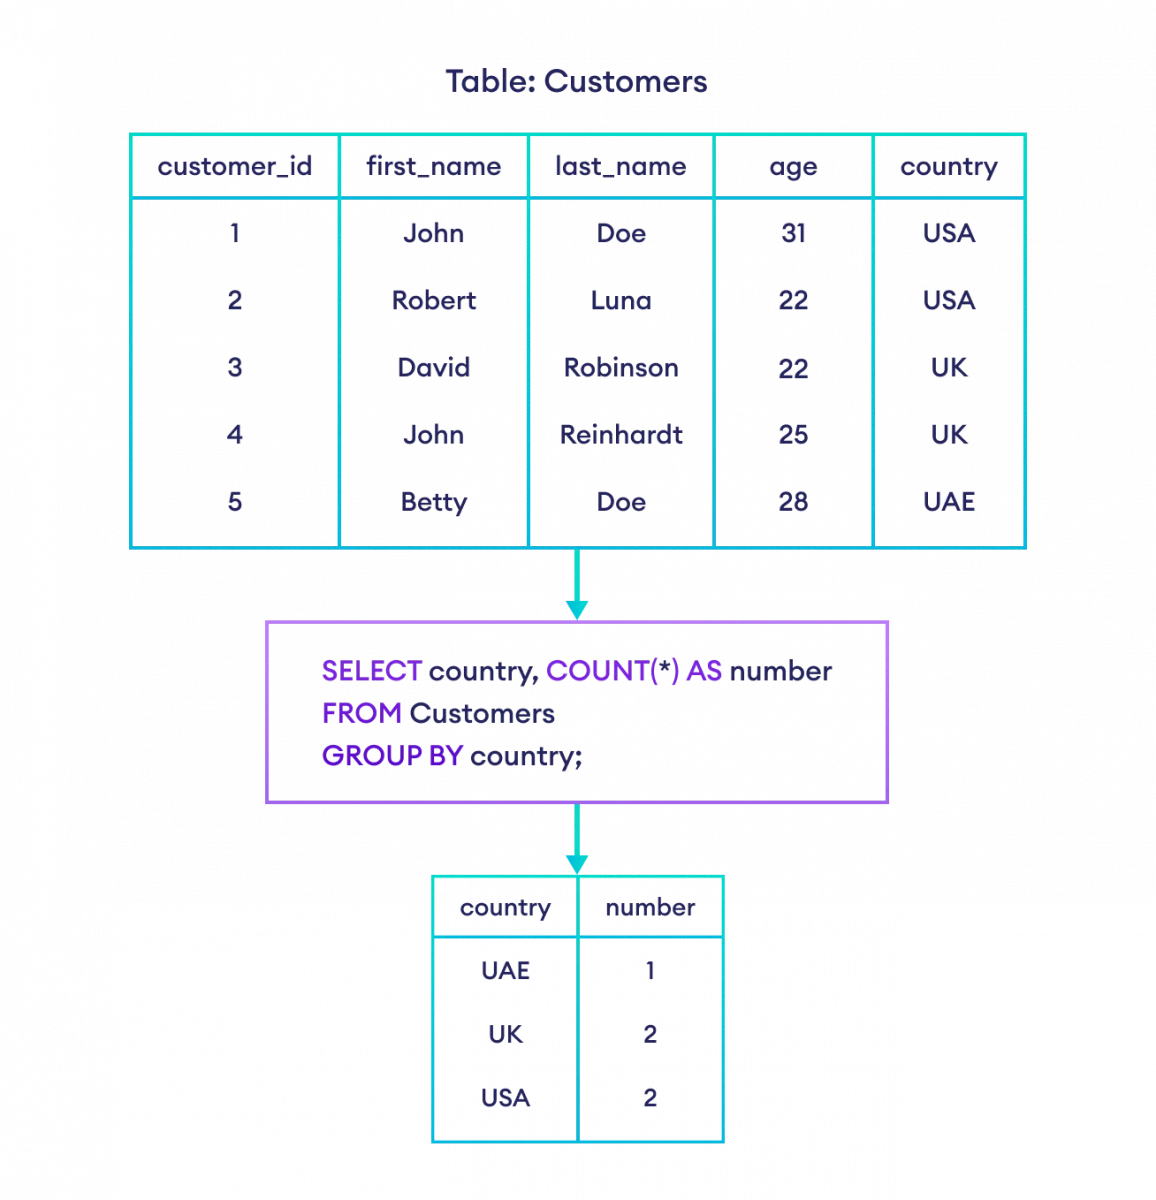 Table: Customers
customer_id first_name last_name age country
1 John Doe 31 USA
2 Robert Luna 22 USA
3 David Robinson 22 UK
4 John Reinhardt 25 UK
5 Betty Doe 28 UAE
SELECT country, COUNT(*) AS number
FROM Customers
GROUP BY country;
country number
UAE 1
UK 2
USA 2